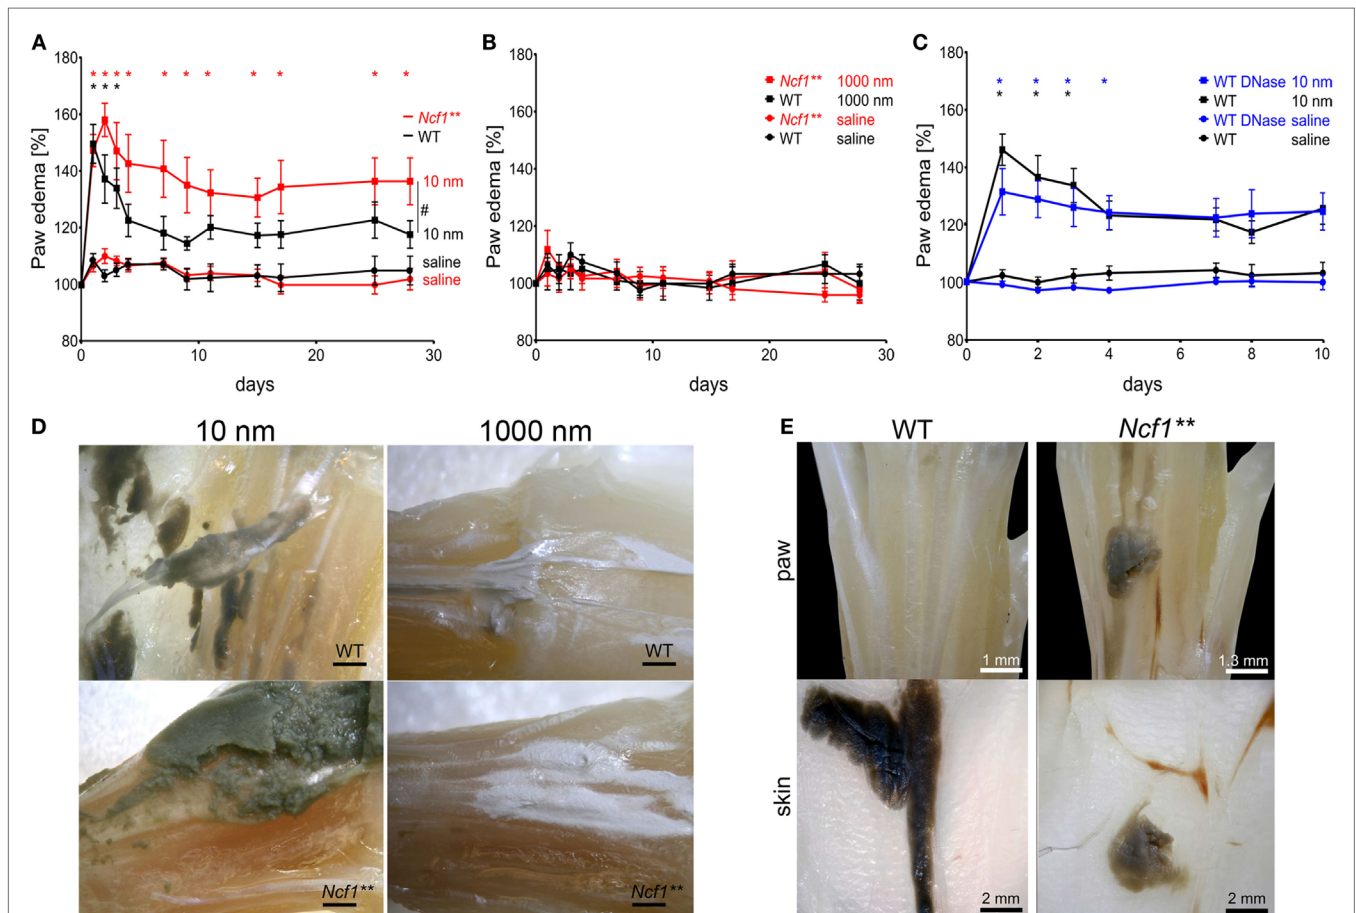 A
180
160
140
120
100
80
0
10
20
30
Paw edema [%]
days
* * * * * * * * * * *
* * *
Ncf1**
WT
10 nm
#
10 nm
saline
saline
B
180
160
140
120
100
80
0
10
20
30
Paw edema [%]
days
Ncf1** 1000 nm
WT 1000 nm
Ncf1** saline
WT saline
C
180
160
140
120
100
80
0
2
4
6
8
10
Paw edema [%]
days
* * * *
* * *
WT DNase 10 nm
WT 10 nm
WT DNase saline
WT saline
D
10 nm
1000 nm
WT
WT
Ncf1**
Ncf1**
E
WT
Ncf1**
paw
1 mm
1.3 mm
skin
2 mm
2 mm